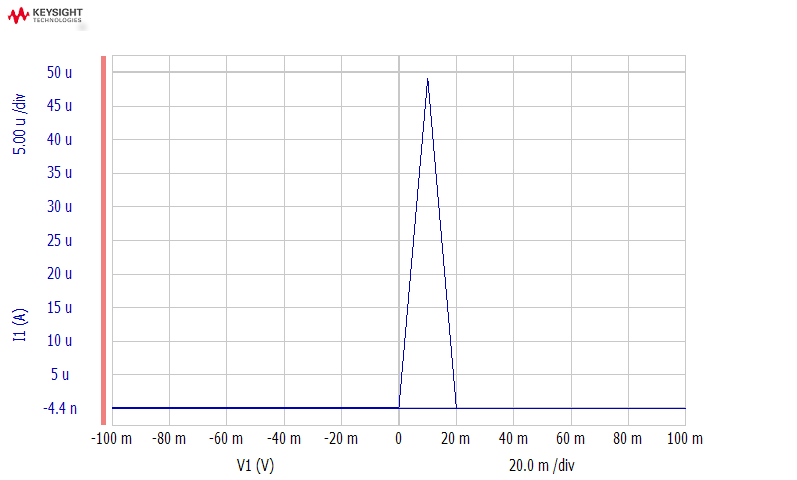 KEYSIGHT
TECHNOLOGIES
50 u
45 u
40 u
35 u
30 u
25 u
20 u
15 u
10 u
5 u
-4.4 n
5.00 u /div
I1 (A)
-100 m -80 m -60 m -40 m -20 m 0 20 m 40 m 60 m 80 m 100 m
V1 (V) 20.0 m /div